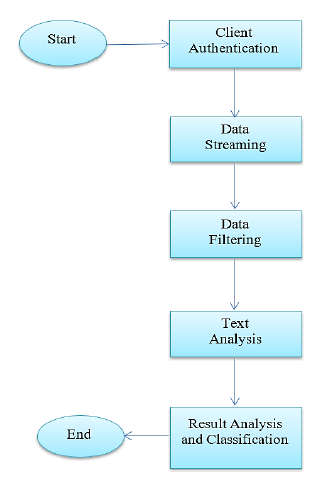 Start
Client
Authentication
Data
Streaming
Data
Filtering
Text
Analysis
Result Analysis
and Classification
End